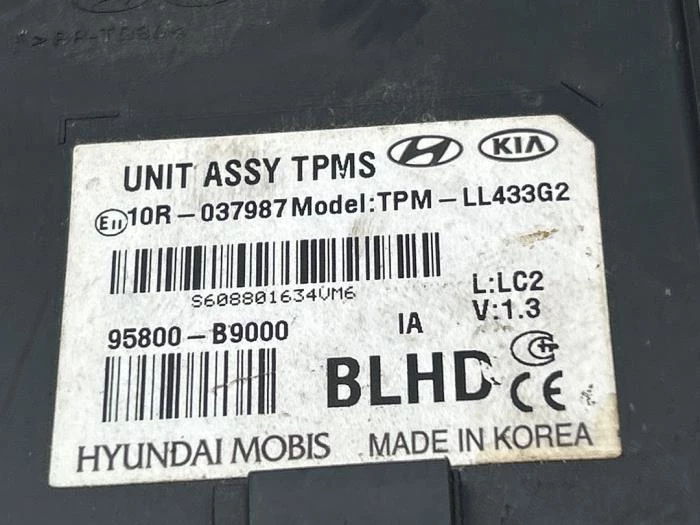 UNIT ASSY TPMS KIA
E11 10R-037987 Model:TPM-LL433G2
S608801634VM6
L:LC2
95800-B9000 IA V:1.3
BLHD CE
HYUNDAI MOBIS MADE IN KOREA